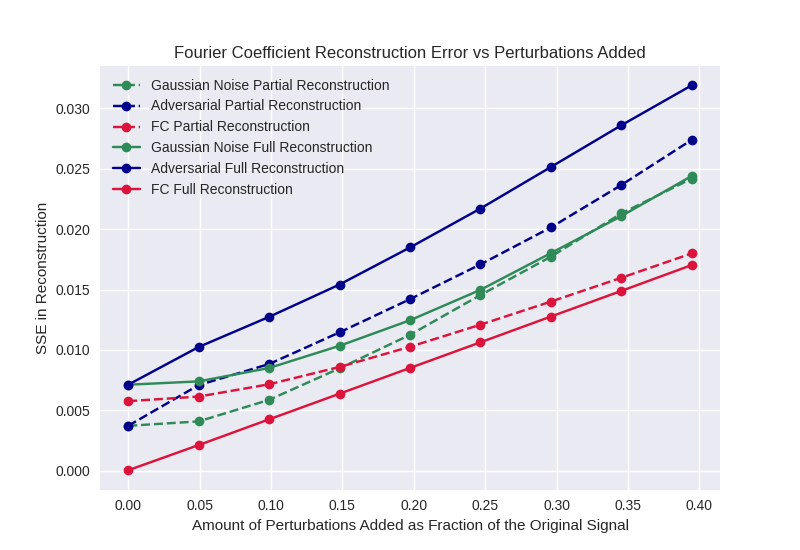 Fourier Coefficient Reconstruction Error vs Perturbations Added
Gaussian Noise Partial Reconstruction
Adversarial Partial Reconstruction
FC Partial Reconstruction
Gaussian Noise Full Reconstruction
Adversarial Full Reconstruction
FC Full Reconstruction
SSE in Reconstruction
0.030
0.025
0.020
0.015
0.010
0.005
0.000
0.00 0.05 0.10 0.15 0.20 0.25 0.30 0.35 0.40
Amount of Perturbations Added as Fraction of the Original Signal